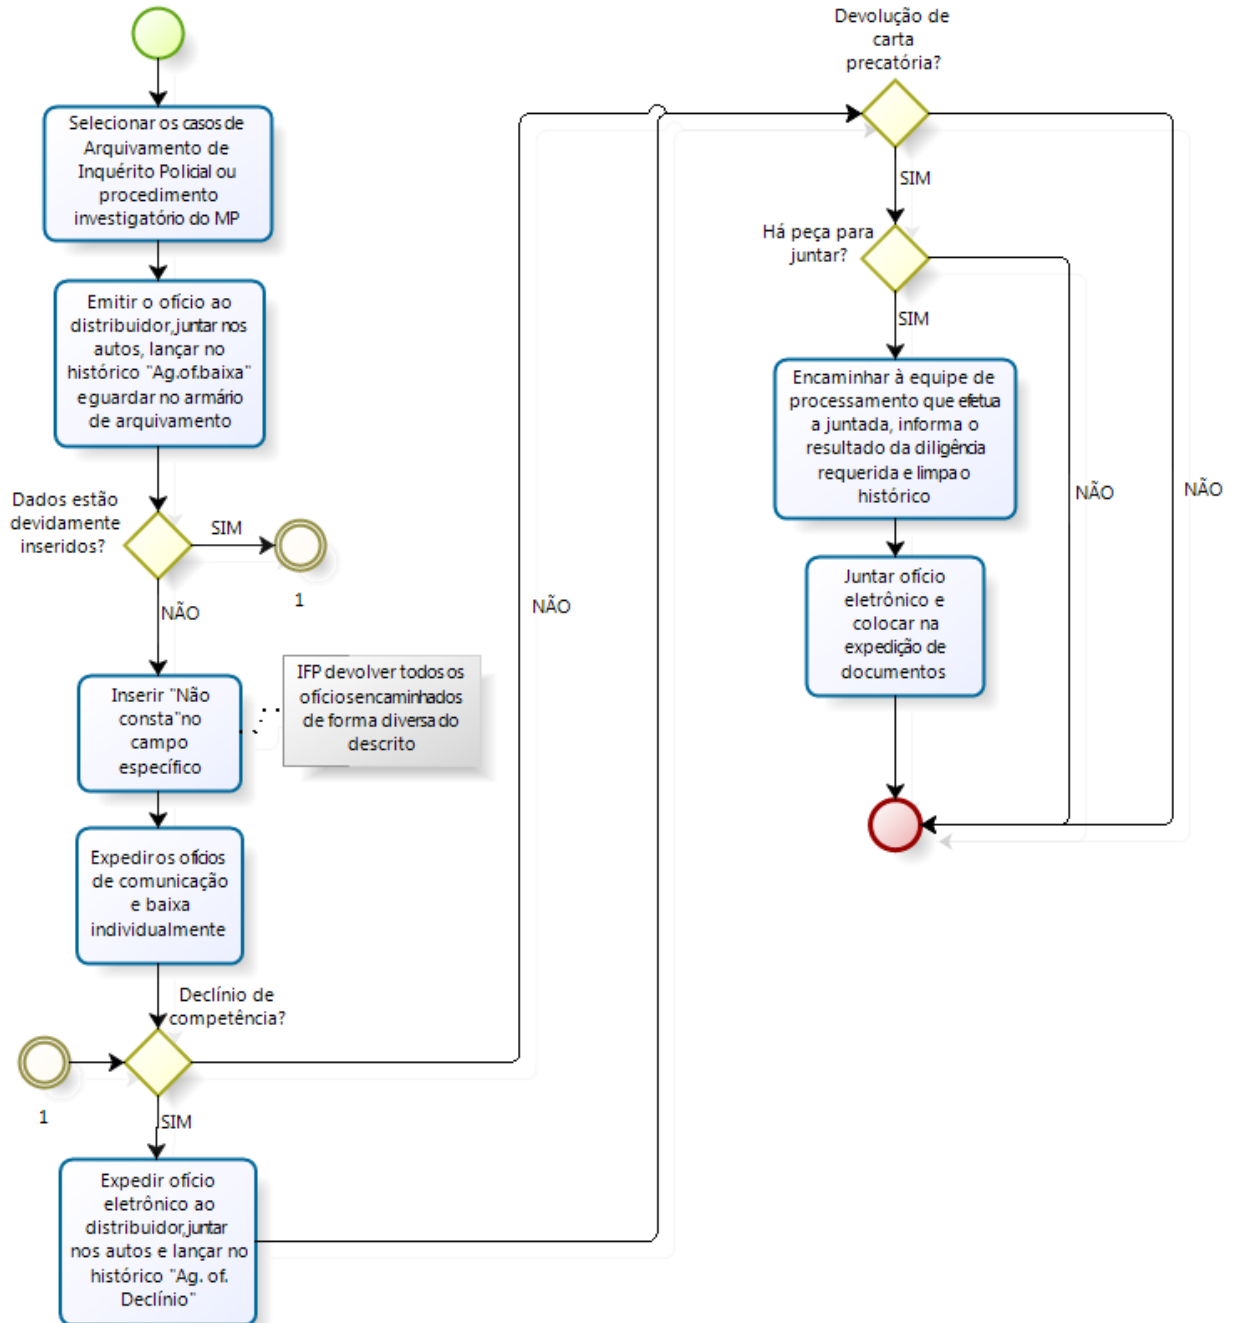 Selecionar os casos de
Arquivamento de
Inquérito Policial ou
procedimento
investigatório do MP
Emitir o ofício ao
distribuidor,juntar nos
autos, lançar no
histórico "Ag.of.baixa"
e guardar no armário
de arquivamento
Dados estão
devidamente
inseridos?
SIM
1
NÃO
Inserir "Não
consta"no
campo
específico
IFP devolver todos os
ofícios encaminhados
de forma diversa do
descrito
Expedir os ofícios
de comunicação
e baixa
individualmente
Declínio de
competência?
1
SIM
NÃO
Expedir ofício
eletrônico ao
distribuidor,juntar
nos autos e lançar no
histórico "Ag. of.
Declínio"
Devolução de
carta
precatória?
SIM
NÃO
Há peça para
juntar?
SIM
NÃO
Encaminhar à equipe de
processamento que efetua
a juntada, informa o
resultado da diligência
requerida e limpa o
histórico
Juntar ofício
eletrônico e
colocar na
expedição de
documentos